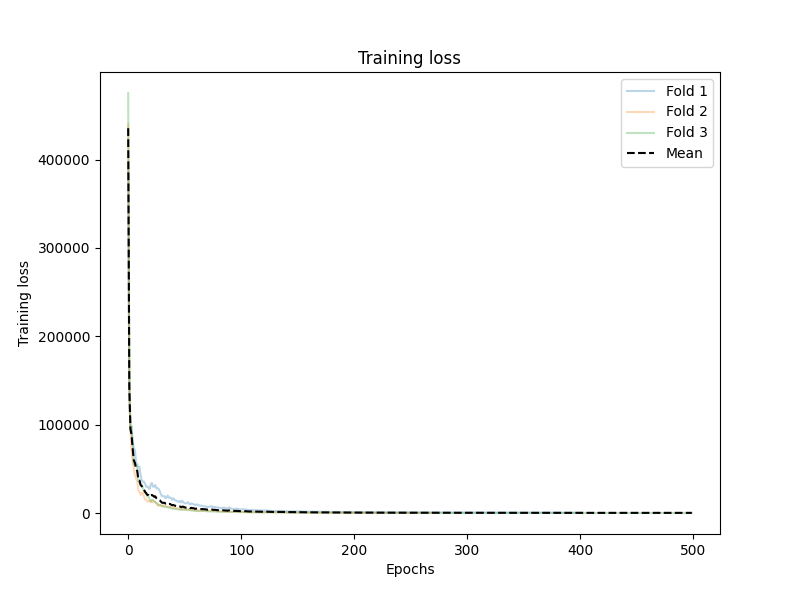 Training loss
Fold 1
Fold 2
Fold 3
Mean
400000
300000
200000
100000
0
Training loss
0 100 200 300 400 500
Epochs